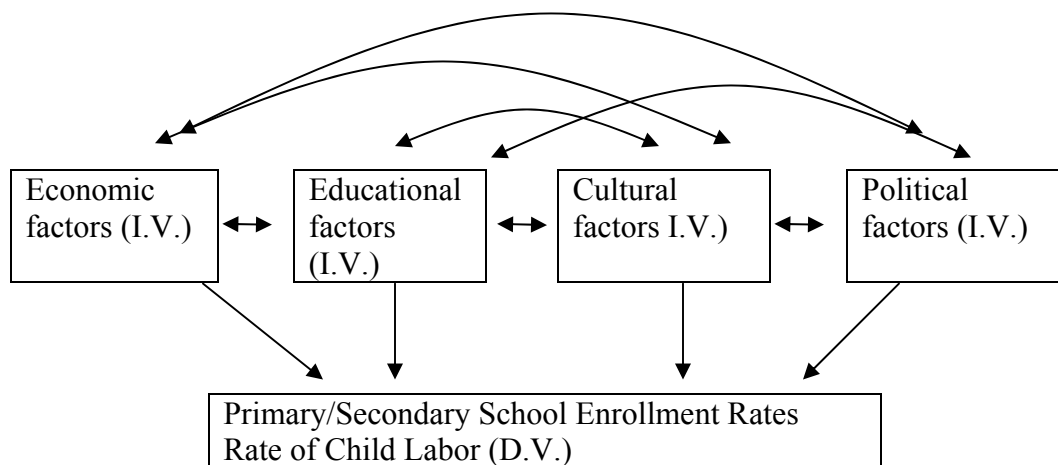 Economic
factors (I.V.)
Educational
factors
(I.V.)
Cultural
factors I.V.)
Political
factors (I.V.)
Primary/Secondary School Enrollment Rates
Rate of Child Labor (D.V.)